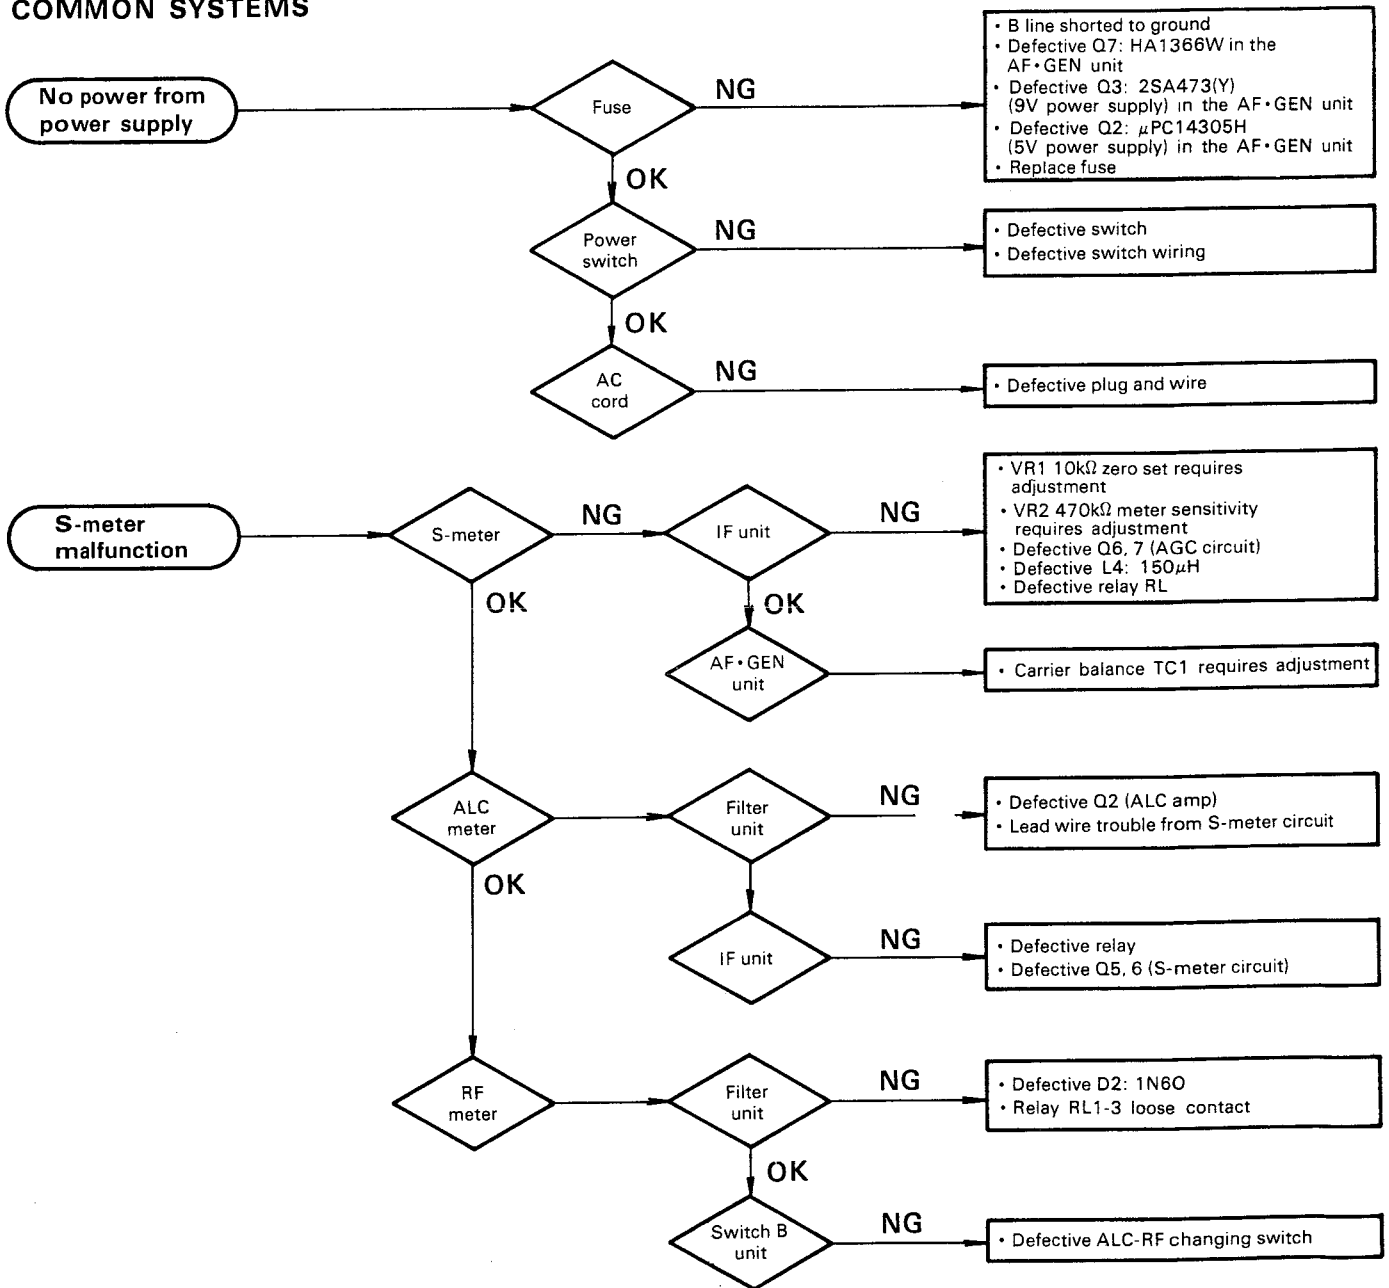 COMMON SYSTEMS
No power from
power supply
Fuse
NG
• B line shorted to ground
• Defective Q7: HA1366W in the
AF•GEN unit
• Defective Q3: 2SA473(Y)
(9V power supply) in the AF•GEN unit
• Defective Q2: μPC14305H
(5V power supply) in the AF•GEN unit
• Replace fuse
OK
Power
switch
NG
• Defective switch
• Defective switch wiring
OK
AC
cord
NG
• Defective plug and wire
S-meter
malfunction
S-meter
NG
IF unit
NG
• VR1 10kΩ zero set requires
adjustment
• VR2 470kΩ meter sensitivity
requires adjustment
• Defective Q6, 7 (AGC circuit)
• Defective L4: 150μH
• Defective relay RL
OK
OK
AF•GEN
unit
• Carrier balance TC1 requires adjustment
ALC
meter
Filter
unit
NG
• Defective Q2 (ALC amp)
• Lead wire trouble from S-meter circuit
OK
IF unit
NG
• Defective relay
• Defective Q5, 6 (S-meter circuit)
RF
meter
Filter
unit
NG
• Defective D2: 1N60
• Relay RL1-3 loose contact
OK
Switch B
unit
NG
• Defective ALC-RF changing switch